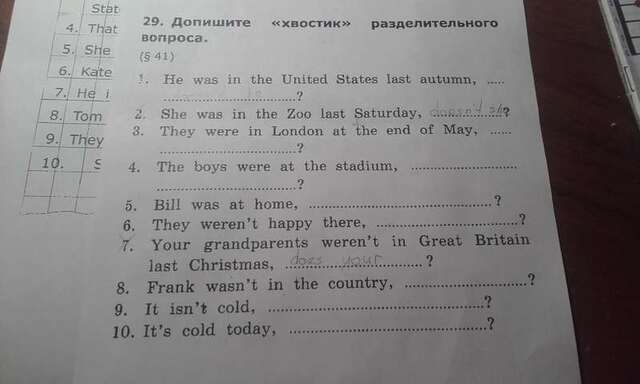 Stat
4. That
5. She
6. Kate
7. He i
8. Tom
9. They
10. S
29. Допишите «хвостик» разделительного
вопроса.
(§ 41)
1. He was in the United States last autumn, .....
..............................?
2. She was in the Zoo last Saturday, doesn't sh?
3. They were in London at the end of May, ......
..............................?
4. The boys were at the stadium, ..............................
..............................?
5. Bill was at home, ..............................?
6. They weren't happy there, ..............................?
7. Your grandparents weren't in Great Britain
last Christmas, does your ..........?
8. Frank wasn't in the country, ..............................?
9. It isn't cold, ..............................?
10. It's cold today, ..............................?